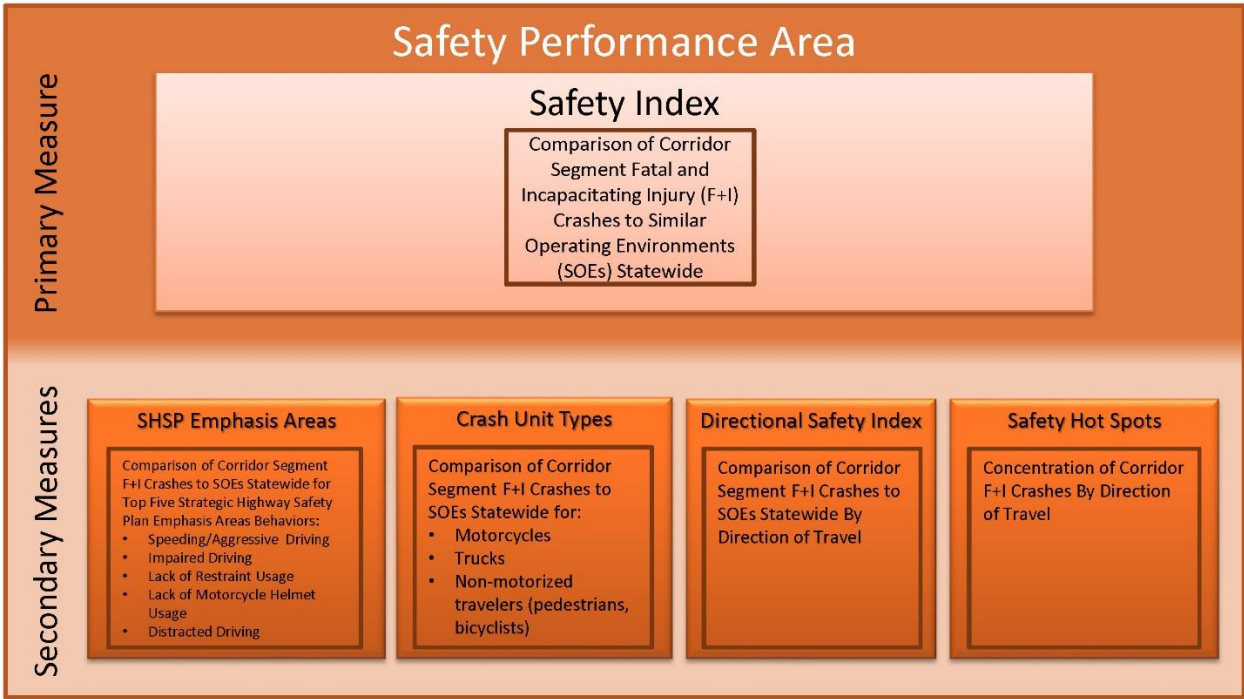 Safety Performance Area
Primary Measure
Safety Index
Comparison of Corridor
Segment Fatal and
Incapacitating Injury (F+I)
Crashes to Similar
Operating Environments
(SOEs) Statewide
Secondary Measures
SHSP Emphasis Areas
Comparison of Corridor Segment
F+I Crashes to SOEs Statewide for
Top Five Strategic Highway Safety
Plan Emphasis Areas Behaviors:
• Speeding/Aggressive Driving
• Impaired Driving
• Lack of Restraint Usage
• Lack of Motorcycle Helmet
Usage
• Distracted Driving
Crash Unit Types
Comparison of Corridor
Segment F+I Crashes to
SOEs Statewide for:
• Motorcycles
• Trucks
• Non-motorized
travelers (pedestrians,
bicyclists)
Directional Safety Index
Comparison of Corridor
Segment F+I Crashes to
SOEs Statewide By
Direction of Travel
Safety Hot Spots
Concentration of Corridor
F+I Crashes By Direction
of Travel